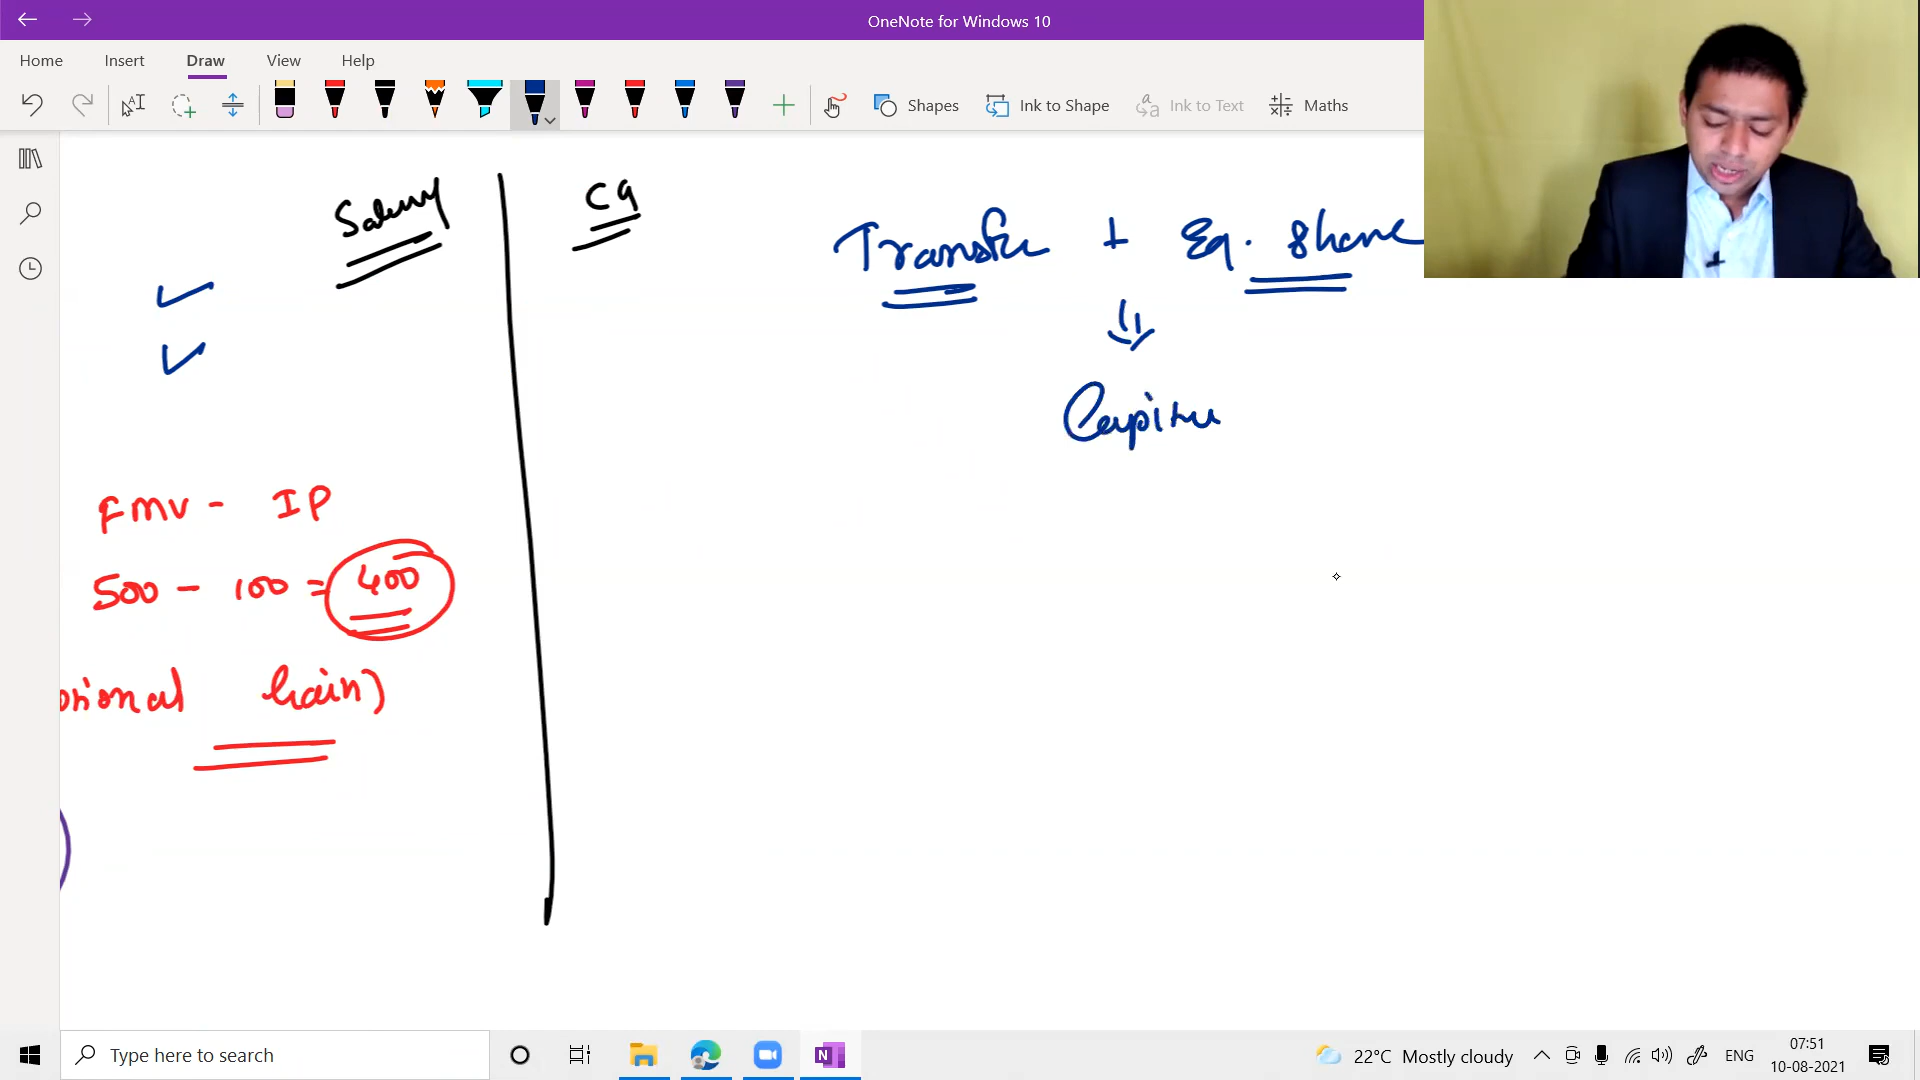 OneNote for Windows 10
Home Insert Draw View Help
Shapes Ink to Shape Ink to Text Maths
Salary
CG
Transfer + Eq. Share
FMV - IP
500 - 100 = 400
Gain)
Type here to search
22°C Mostly cloudy
ENG
07:51
10-08-2021